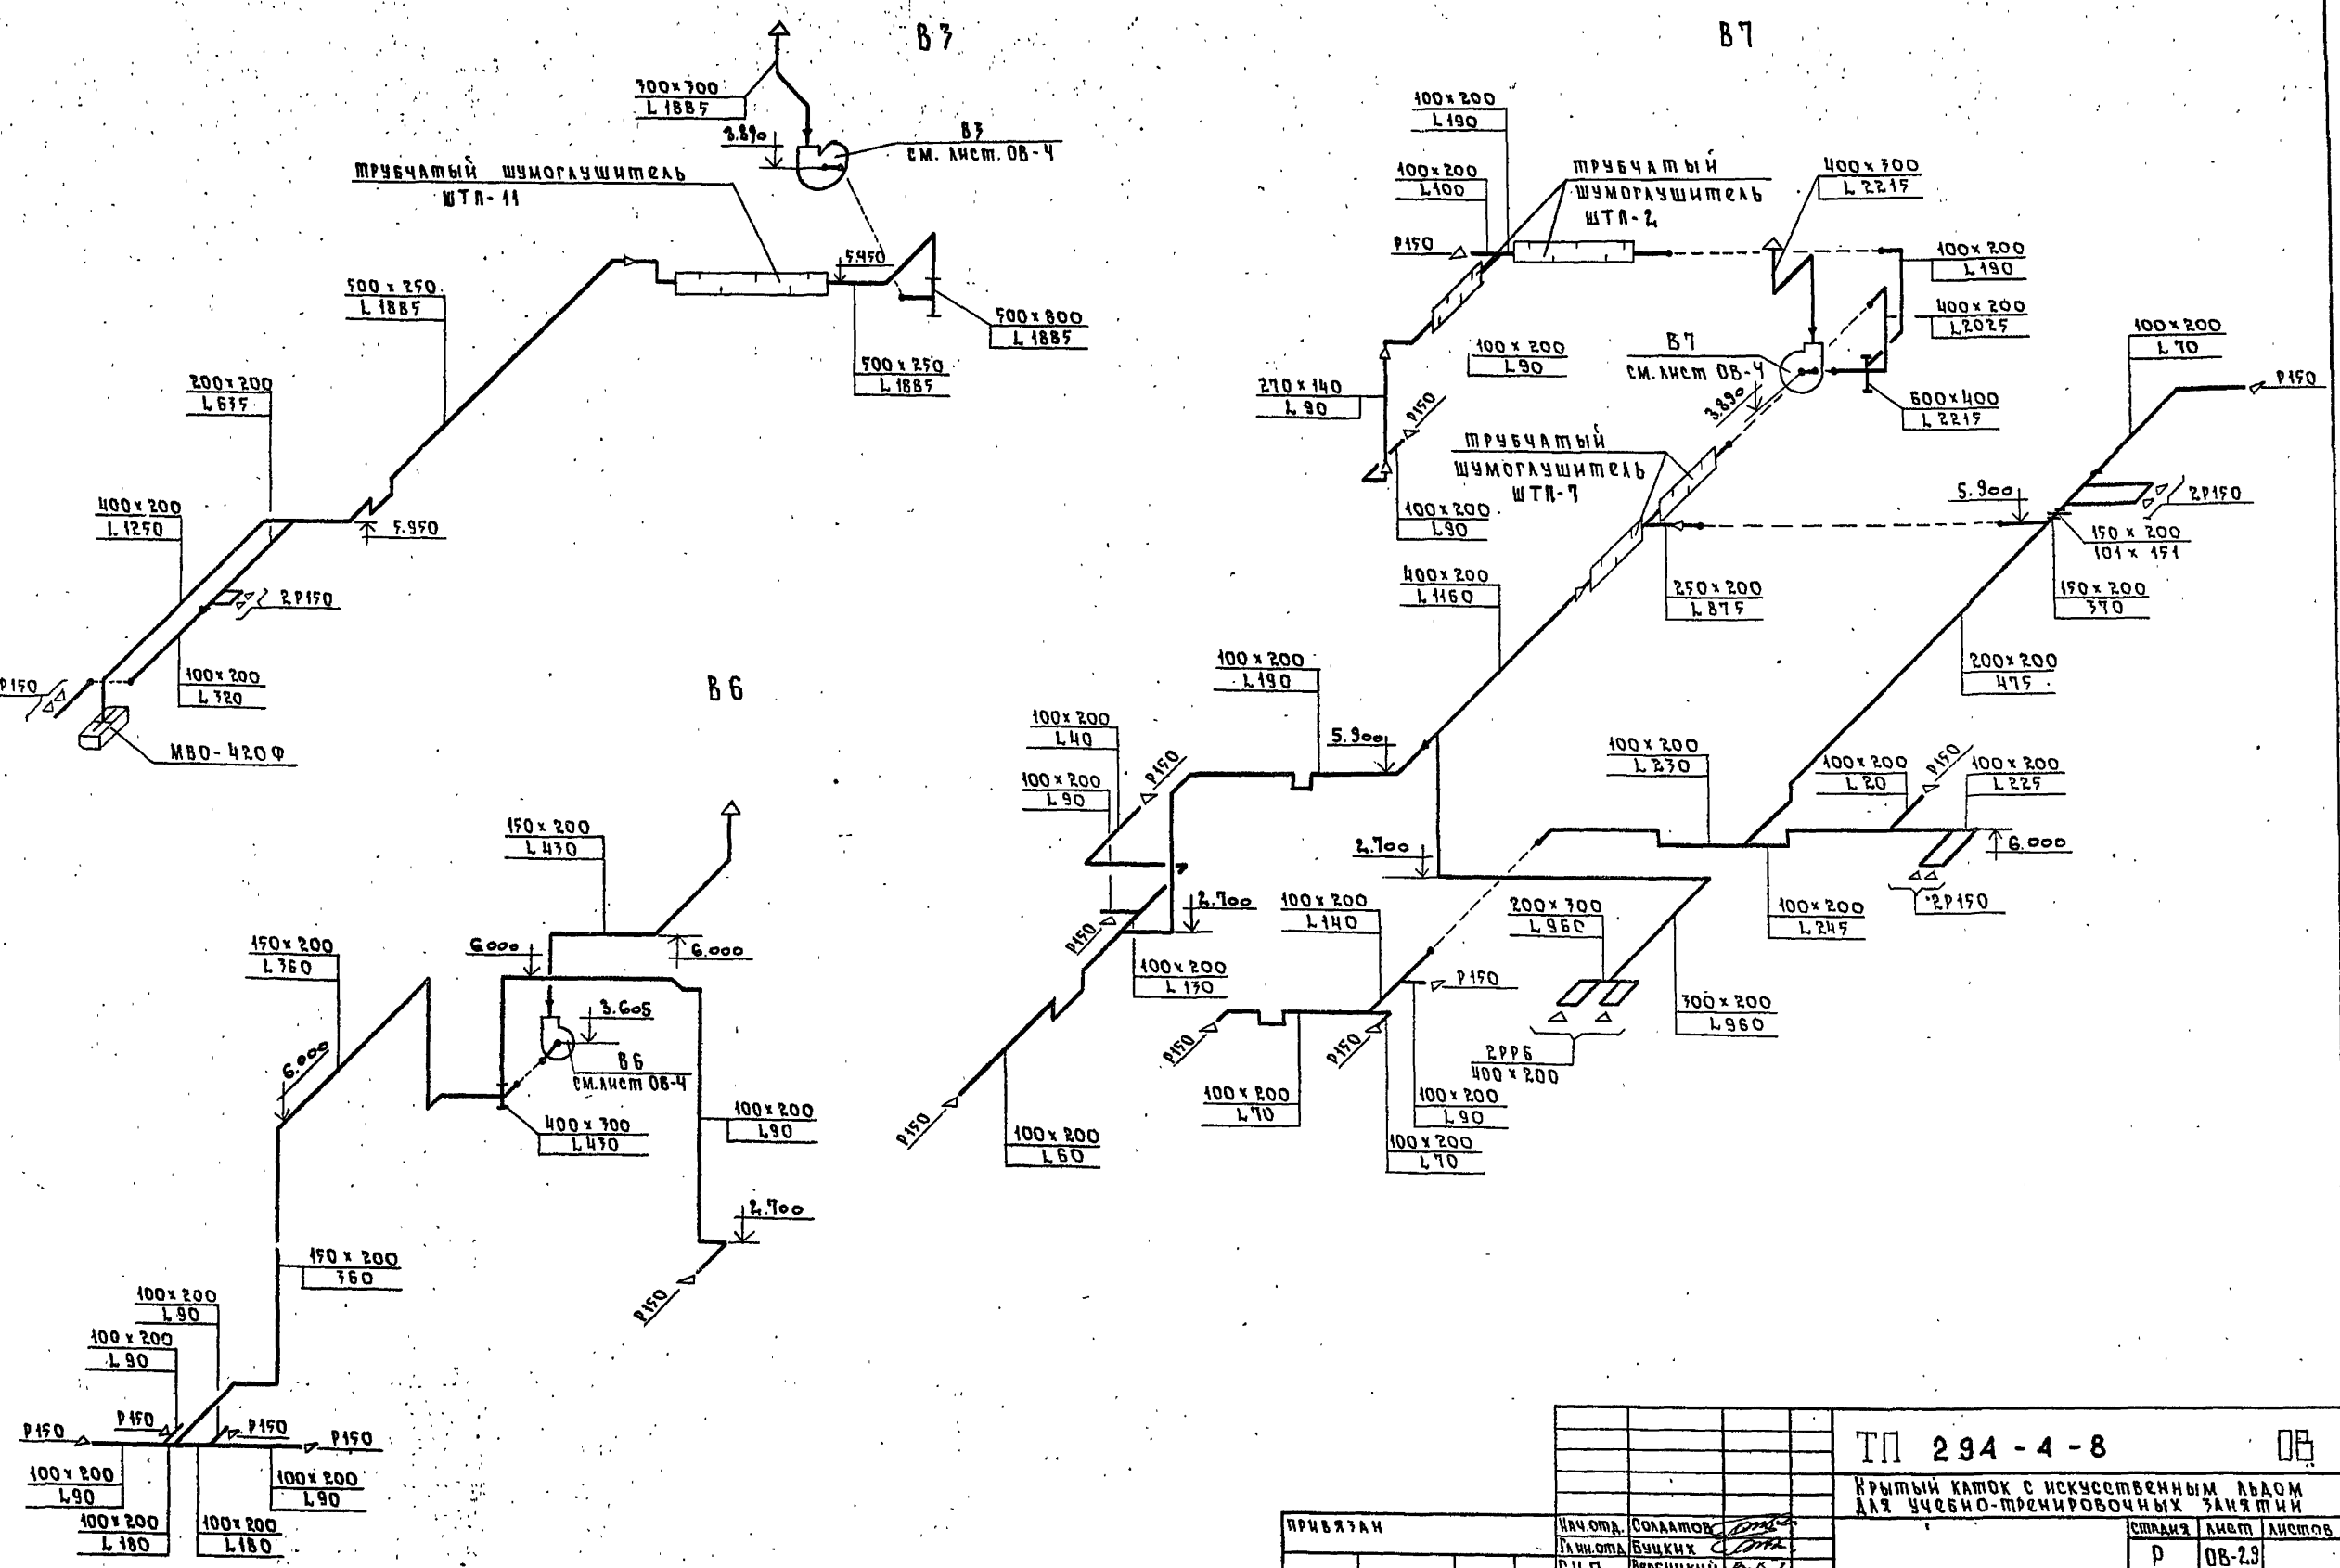 В3
300×300
L 1885
3.890
В3
СМ. ЛИСТ. ОВ-4
ТРУБЧАТЫЙ ШУМОГЛУШИТЕЛЬ
ШТП-11
5.450
500×250
L 1885
500×800
L 1885
500×250
L 1885
200×200
L 635
400×200
L 1250
5.950
2Р150
100×200
L 320
Р150
МВО-420Ф
В6
150×200
L 430
6.000
6.000
150×200
L 360
6.000
3.605
В6
СМ.ЛИСТ ОВ-4
400×300
L 430
100×200
L 90
2.700
Р150
150×200
360
100×200
L 90
100×200
L 90
Р150
Р150
Р150
Р150
100×200
L 90
100×200
L 90
100×200
L 180
100×200
L 180
В7
100×200
L 190
100×200
L 100
Р150
ТРУБЧАТЫЙ
ШУМОГЛУШИТЕЛЬ
ШТП-2
400×300
L 2215
100×200
L 190
400×200
L 2025
100×200
L 90
270×140
L 90
Р150
В7
СМ.ЛИСТ ОВ-4
3.890
600×400
L 2215
100×200
L 70
Р150
ТРУБЧАТЫЙ
ШУМОГЛУШИТЕЛЬ
ШТП-7
100×200
L 90
5.900
2Р150
150×200
101×151
150×200
370
400×200
L 1160
250×200
L 875
200×200
475
100×200
L 190
100×200
L 40
5.900
Р150
100×200
L 90
100×200
L 230
100×200
L 20
Р150
100×200
L 225
6.000
2.700
2.700
Р150
100×200
L 140
200×300
L 960
100×200
L 245
2Р150
100×200
L 130
Р150
300×200
L 960
Р150
Р150
2РР5
400×200
100×200
L 70
100×200
L 90
Р150
100×200
L 60
100×200
L 70
ТП 294-4-8 ОВ
КРЫТЫЙ КАТОК С ИСКУССТВЕННЫМ ЛЬДОМ
ДЛЯ УЧЕБНО-ТРЕНИРОВОЧНЫХ ЗАНЯТИЙ
ПРИВЯЗАН
НАЧ.ОТД. СОЛДАТОВ
ГЛ.ИН.ОТД БУЦКИХ
СТАДИЯ ЛИСТ ЛИСТОВ
Р ОВ-29